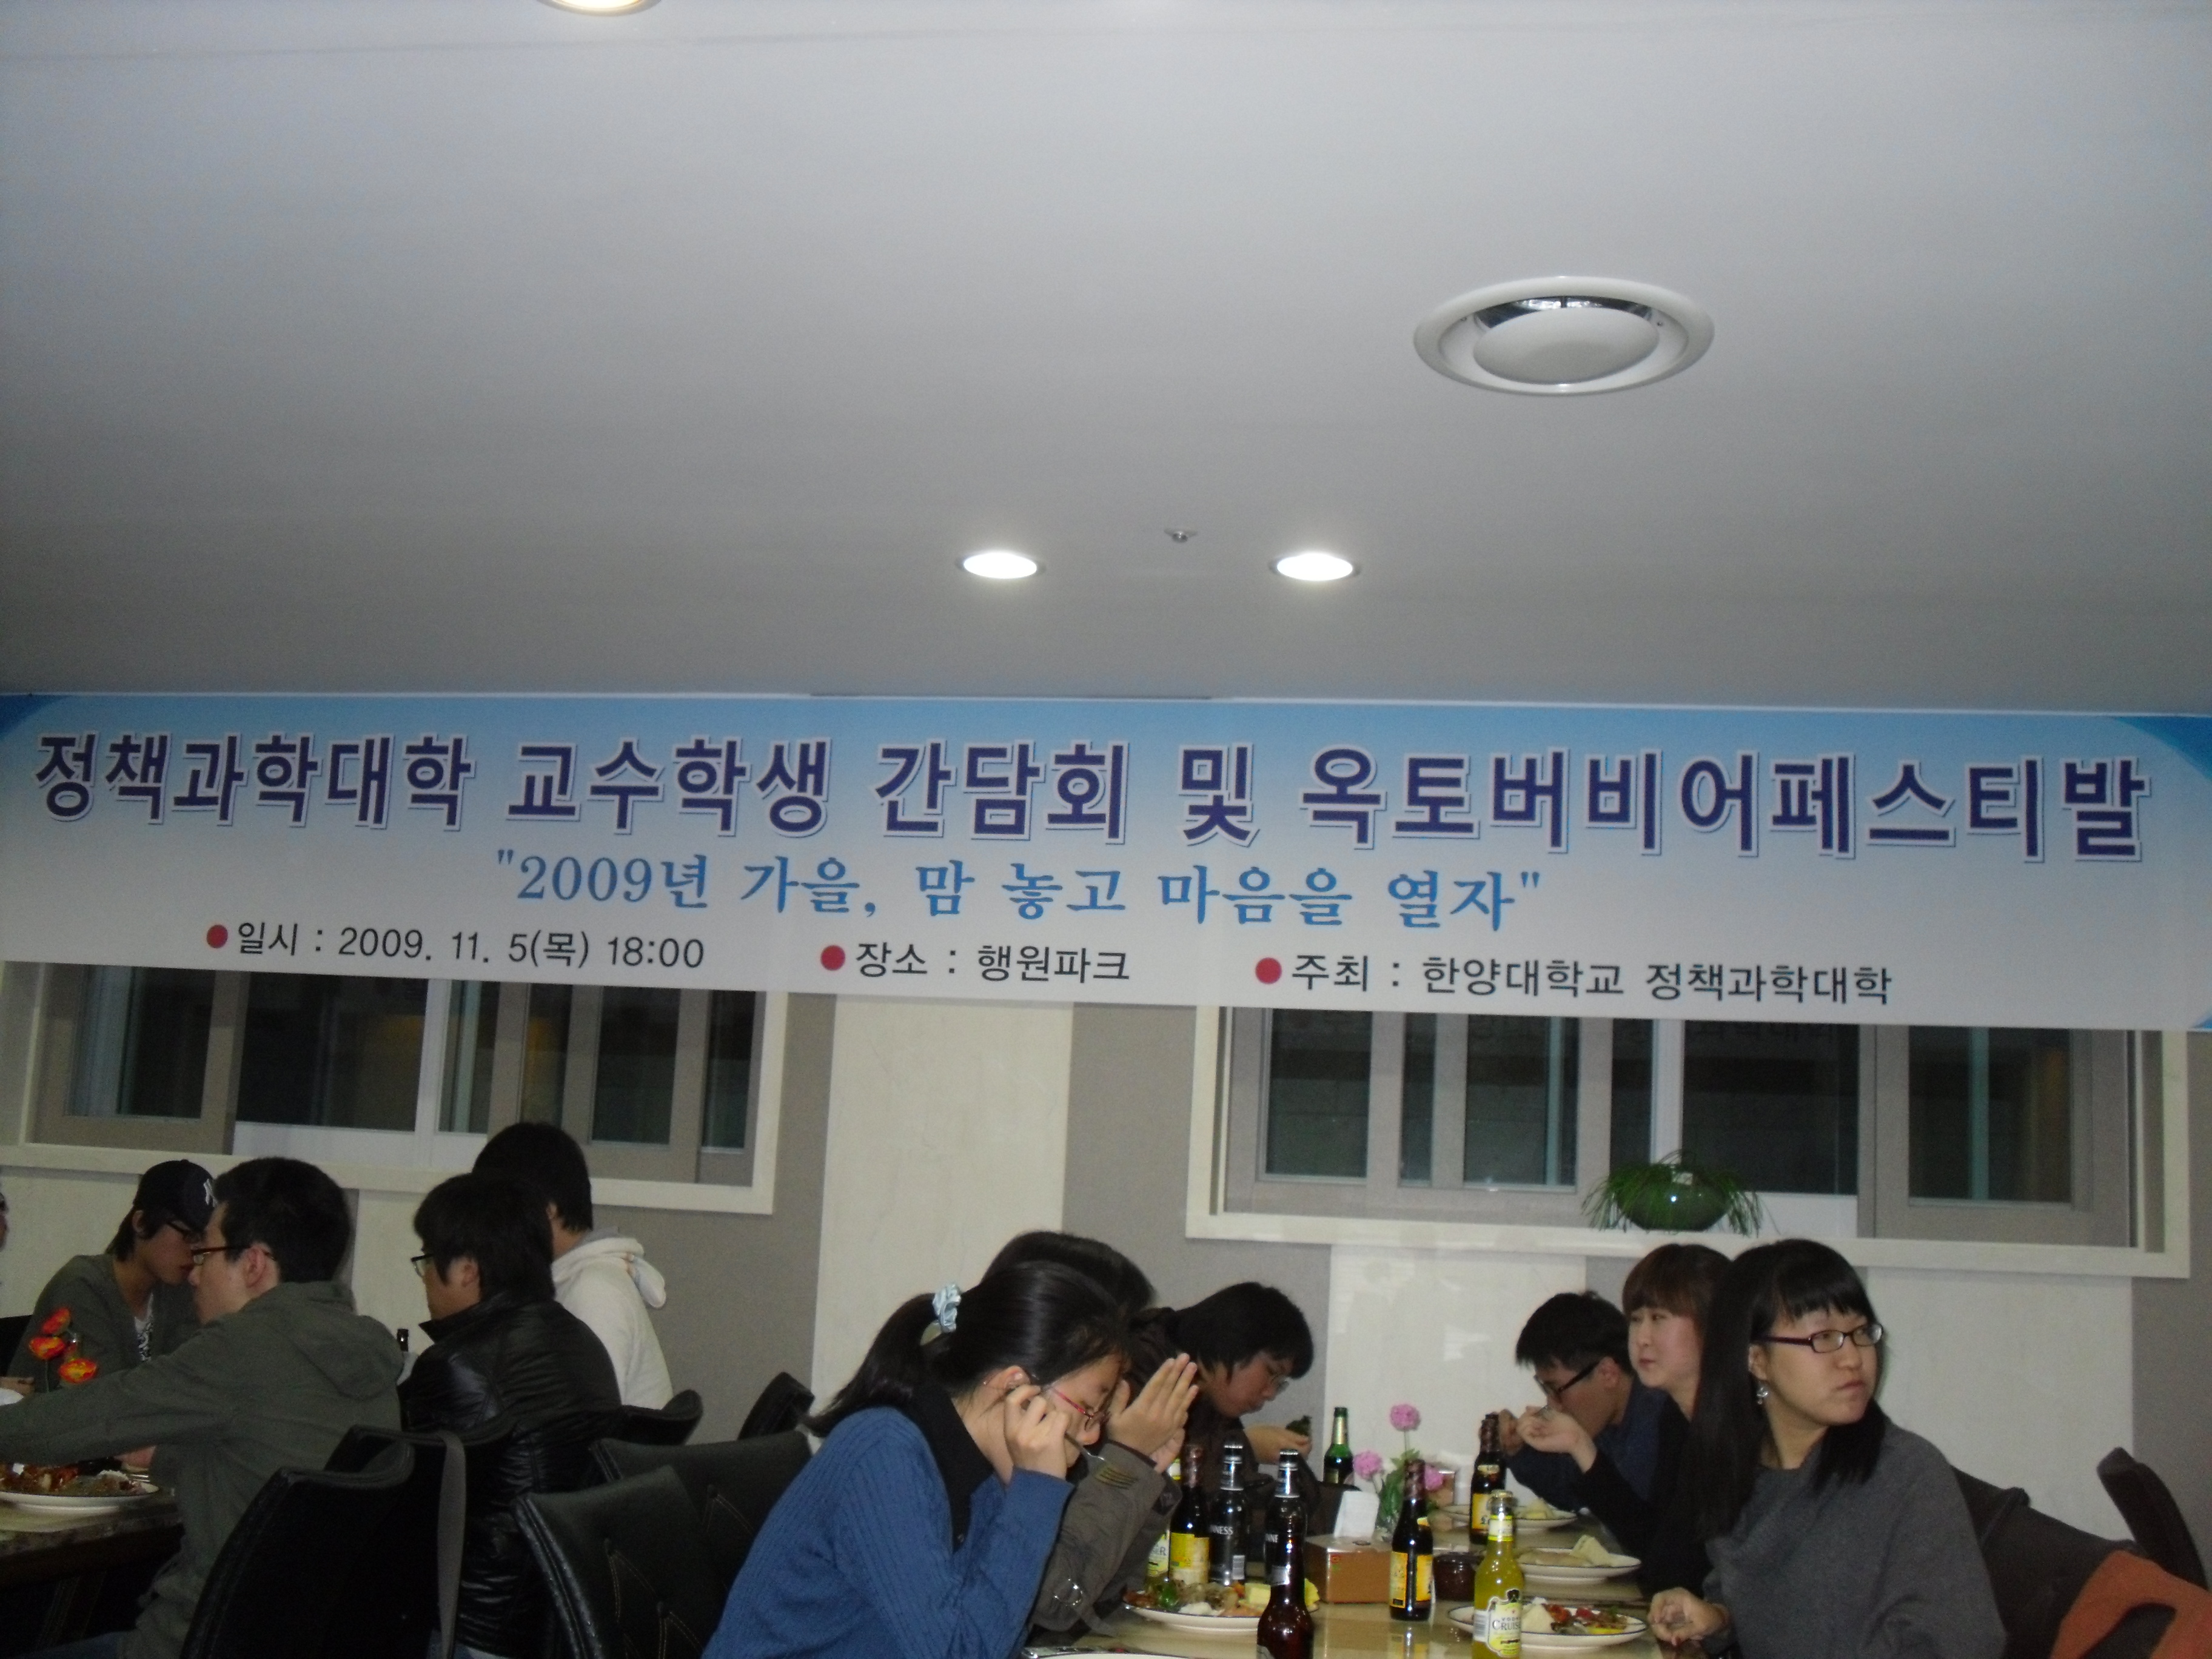 정책과학대학 교수학생 간담회 및 옥토버비어페스티발
"2009년 가을, 맘 놓고 마음을 열자"
●일시 : 2009. 11. 5(목) 18:00 ●장소 : 행원파크 ●주최 : 한양대학교 정책과학대학